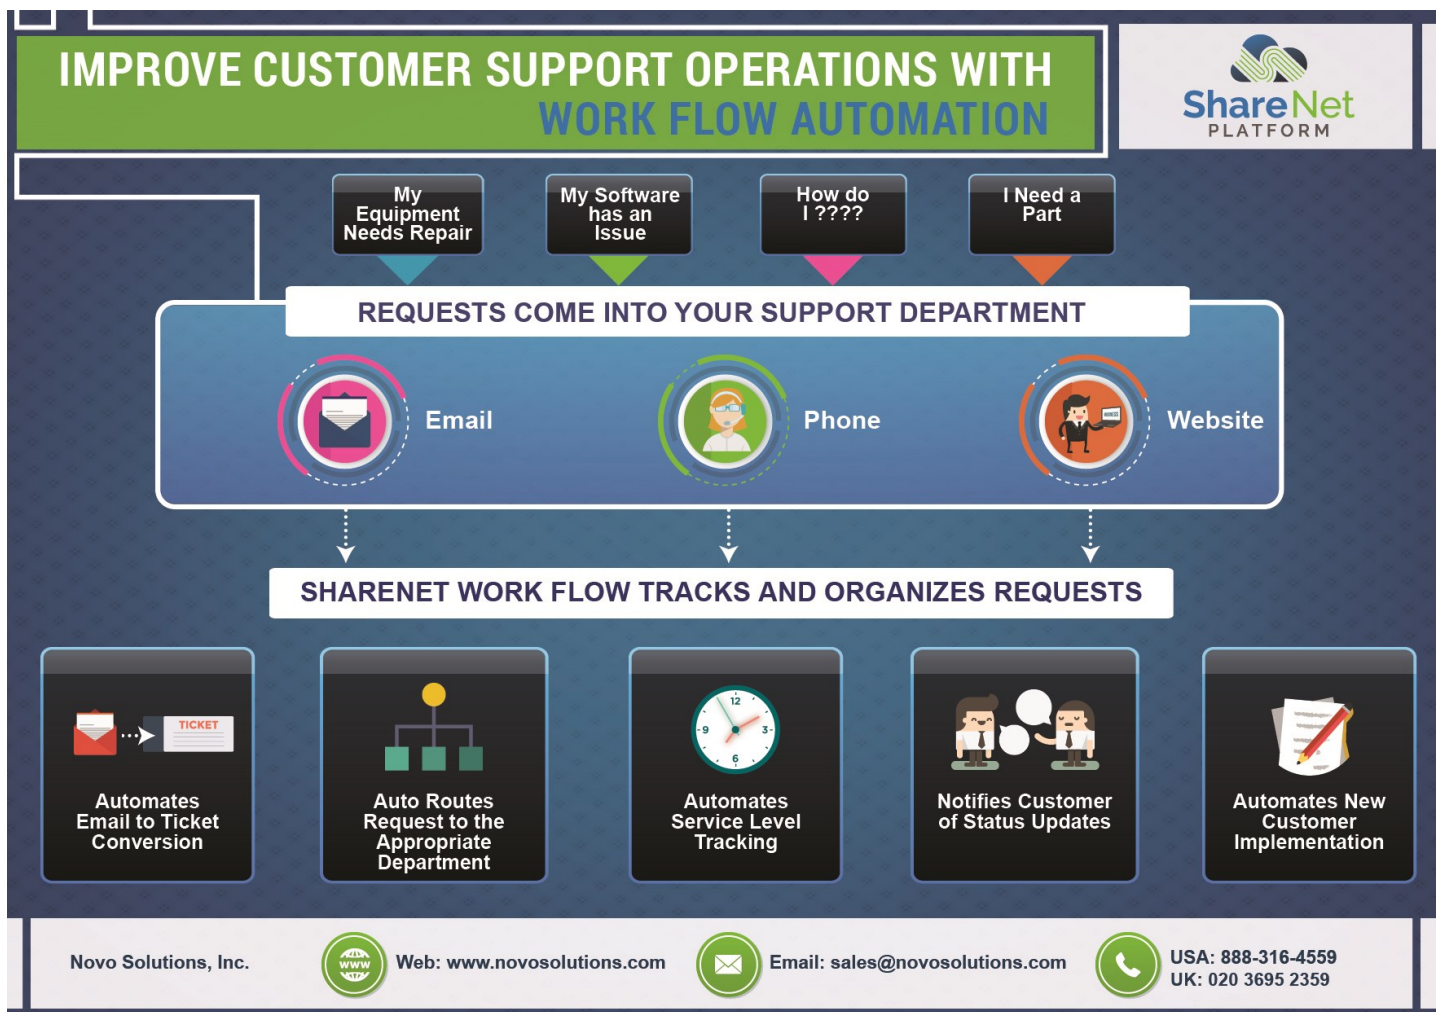 IMPROVE CUSTOMER SUPPORT OPERATIONS WITH
WORK FLOW AUTOMATION
ShareNet
PLATFORM
My
Equipment
Needs Repair
My Software
has an
Issue
How do
I ????
I Need a
Part
REQUESTS COME INTO YOUR SUPPORT DEPARTMENT
Email
Phone
Website
SHARENET WORK FLOW TRACKS AND ORGANIZES REQUESTS
TICKET
Automates
Email to Ticket
Conversion
Auto Routes
Request to the
Appropriate
Department
12
3
6
9
Automates
Service Level
Tracking
Notifies Customer
of Status Updates
Automates New
Customer
Implementation
Novo Solutions, Inc.
WWW
Web: www.novosolutions.com
Email: sales@novosolutions.com
USA: 888-316-4559
UK: 020 3695 2359